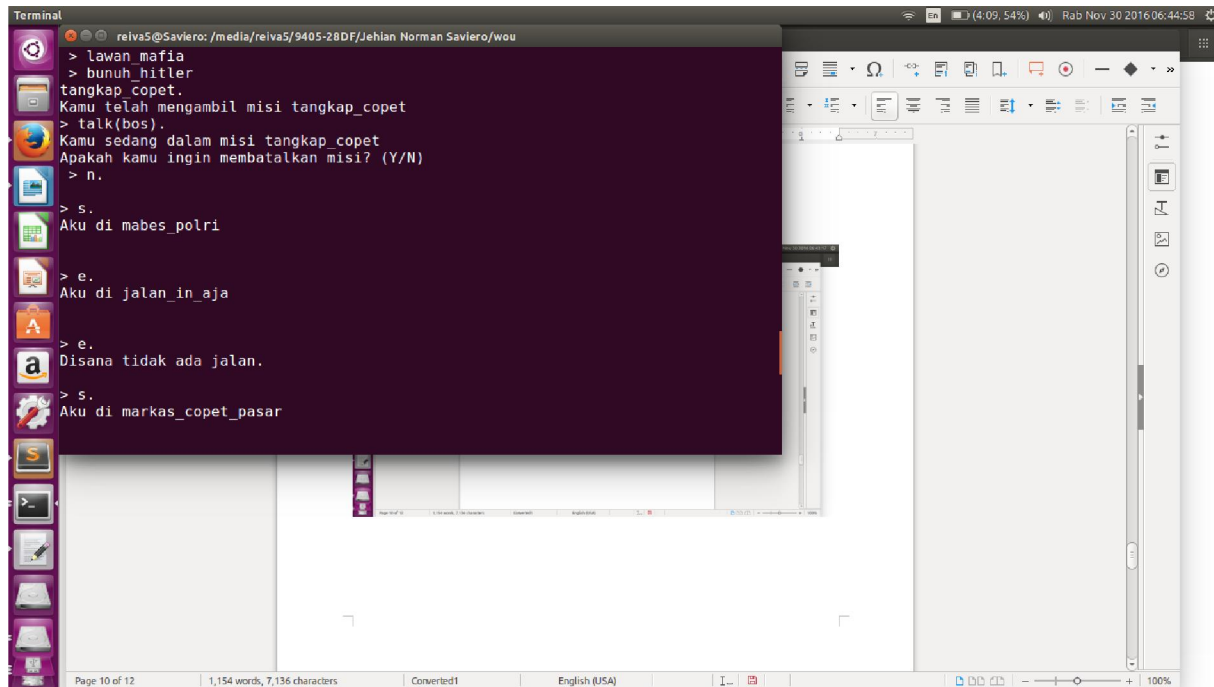 Terminal
En (4:09, 54%) Rab Nov 30 2016 06:44:58
reiva5@Saviero: /media/reiva5/9405-28DF/Jehian Norman Saviero/wou
> lawan_mafia
> bunuh_hitler
tangkap_copet.
Kamu telah mengambil misi tangkap_copet
> talk(bos).
Kamu sedang dalam misi tangkap_copet
Apakah kamu ingin membatalkan misi? (Y/N)
> n.
> s.
Aku di mabes_polri
> e.
Aku di jalan_in_aja
> e.
Disana tidak ada jalan.
> s.
Aku di markas_copet_pasar
Page 10 of 12 1,154 words, 7,136 characters Converted1 English (USA) 100%